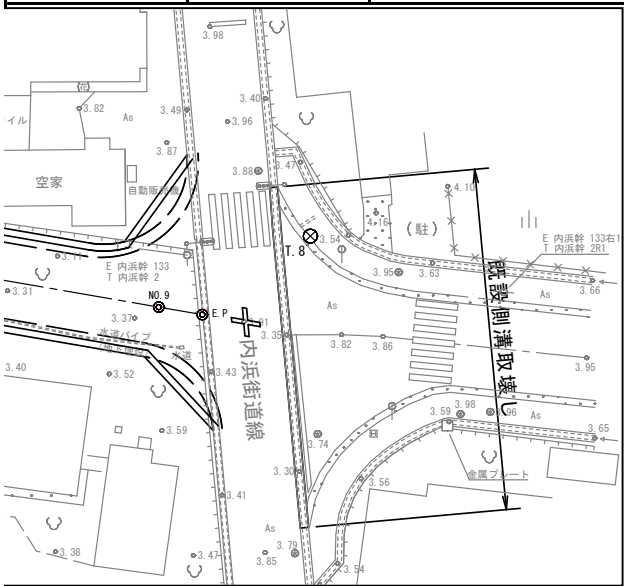 3.98
3.40
3.82
As
3.49
3.96
イル
3.87
3.47
3.88
空家
自動販売機
4.10
4.16
(駐)
T.8
3.54
E 内浜幹 133右1
T 内浜幹 2R1
3.11
E 内浜幹 133
T 内浜幹 2
3.95
3.63
3.66
3.31
NO.9
E.P
As
As
3.37
3.35
3.82
3.86
水道パイプ
水道
3.95
3.40
3.52
3.43
内浜街道線
既設側溝取壊し
3.59
3.98
3.96
As
3.59
3.74
3.65
3.30
金属プレート
3.56
3.41
As
3.38
3.47
3.85
3.79
3.54